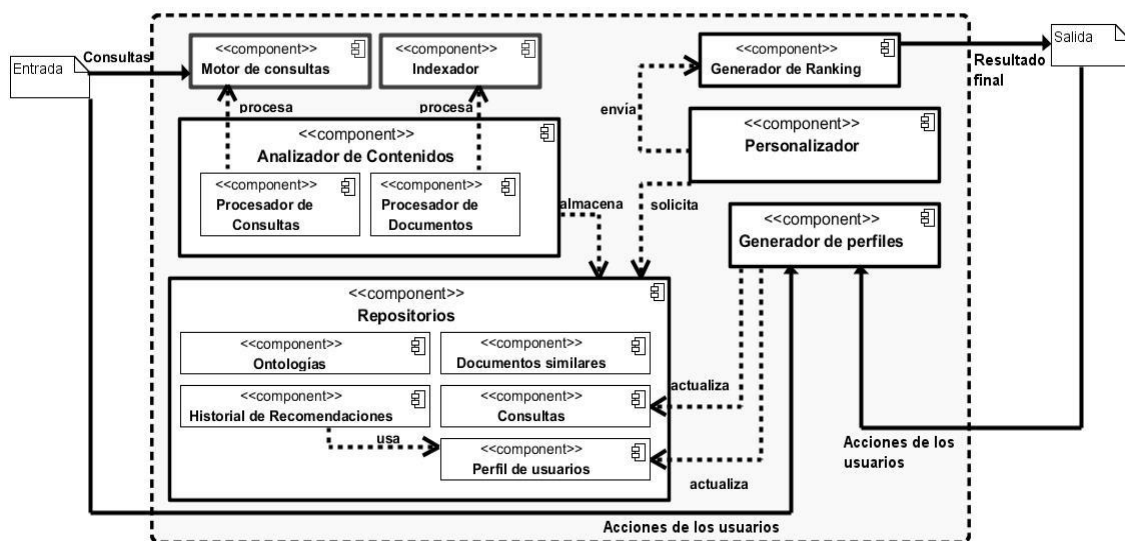 Entrada
Consultas
<<component>>
Motor de consultas
<<component>>
Indexador
<<component>>
Generador de Ranking
Resultado
final
Salida
procesa
procesa
envía
<<component>>
Analizador de Contenidos
<<component>>
Procesador de
Consultas
<<component>>
Procesador de
Documentos
almacena
<<component>>
Personalizador
solicita
<<component>>
Generador de perfiles
<<component>>
Repositorios
<<component>>
Ontologías
<<component>>
Documentos similares
<<component>>
Historial de Recomendaciones
<<component>>
Consultas
usa
<<component>>
Perfil de usuarios
actualiza
actualiza
Acciones de los
usuarios
Acciones de los usuarios